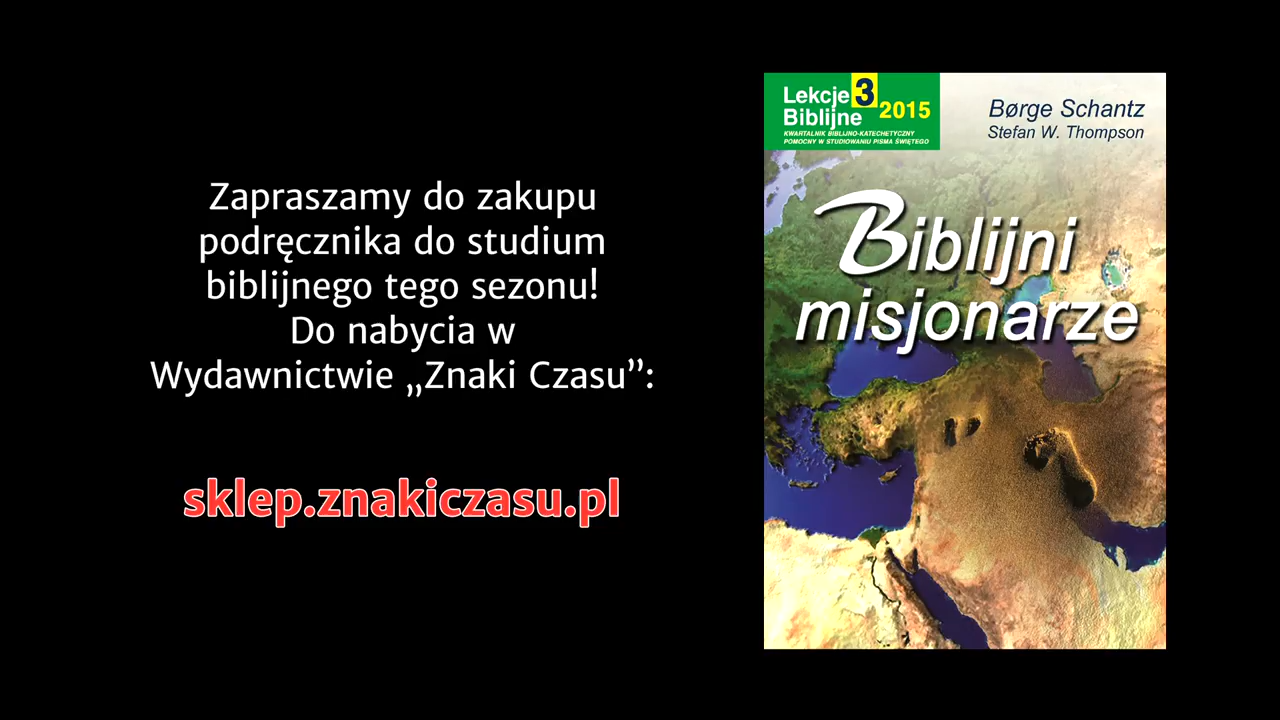 Zapraszamy do zakupu
podręcznika do studium
biblijnego tego sezonu!
Do nabycia w
Wydawnictwie „Znaki Czasu”:
sklep.znakiczasu.pl
Lekcje 3 2015
Biblijne
KWARTALNIK BIBLIJNO-KATECHETYCZNY
POMOCNY W STUDIOWANIU PISMA ŚWIĘTEGO
Børge Schantz
Stefan W. Thompson
Biblijni
misjonarze